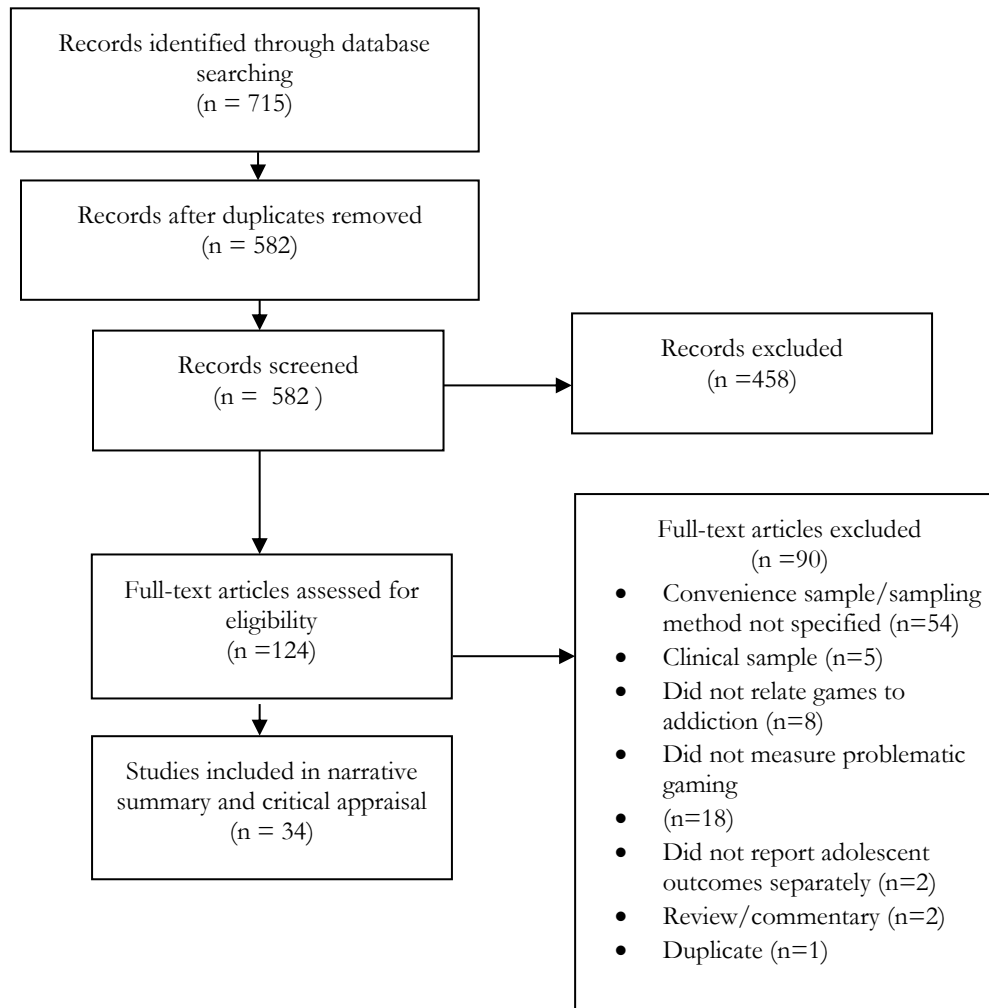 Records identified through database
searching
(n = 715)
Records after duplicates removed
(n = 582)
Records screened
(n =  582 )
Records excluded
(n =458)
Full-text articles assessed for
eligibility
(n =124)
Full-text articles excluded
(n =90)
• Convenience sample/sampling
method not specified (n=54)
• Clinical sample (n=5)
• Did not relate games to
addiction (n=8)
• Did not measure problematic
gaming
• (n=18)
• Did not report adolescent
outcomes separately (n=2)
• Review/commentary (n=2)
• Duplicate (n=1)
Studies included in narrative
summary and critical appraisal
(n = 34)